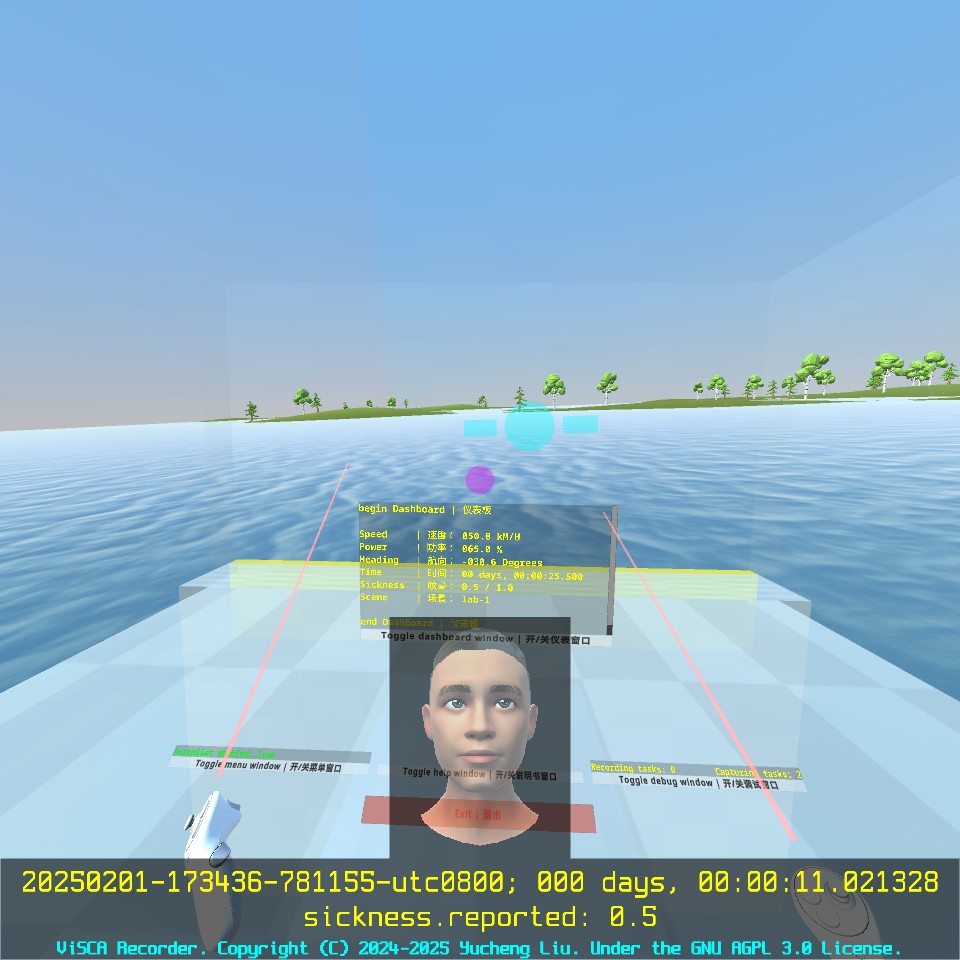 begin Dashboard | 仪表板
Speed | 速度： 050.8 kM/H
Power | 功率： 065.0 %
Heading | 航向： -030.6 Degrees
Time | 时间： 00 days, 00:00:25.500
Sickness | 眩晕： 0.5 / 1.0
Scene | 场景： lab-1
end Dashboard | 仪表板
Toggle dashboard window | 开/关仪表窗口
Toggle menu window | 开/关菜单窗口
Toggle help window | 开/关说明书窗口
Recording tasks: 0 Capturing tasks: 2
Toggle debug window | 开/关调试窗口
Exit | 退出
20250201-173436-781155-utc0800; 000 days, 00:00:11.021328
sickness.reported: 0.5
ViSCA Recorder. Copyright (C) 2024-2025 Yucheng Liu. Under the GNU AGPL 3.0 License.